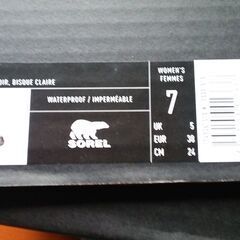 OIR, BISQUE CLAIRE
WATERPROOF / IMPERMÉABLE
SOREL
WOMEN'S
FEMMES
7
UK 5
EUR 38
CM 24